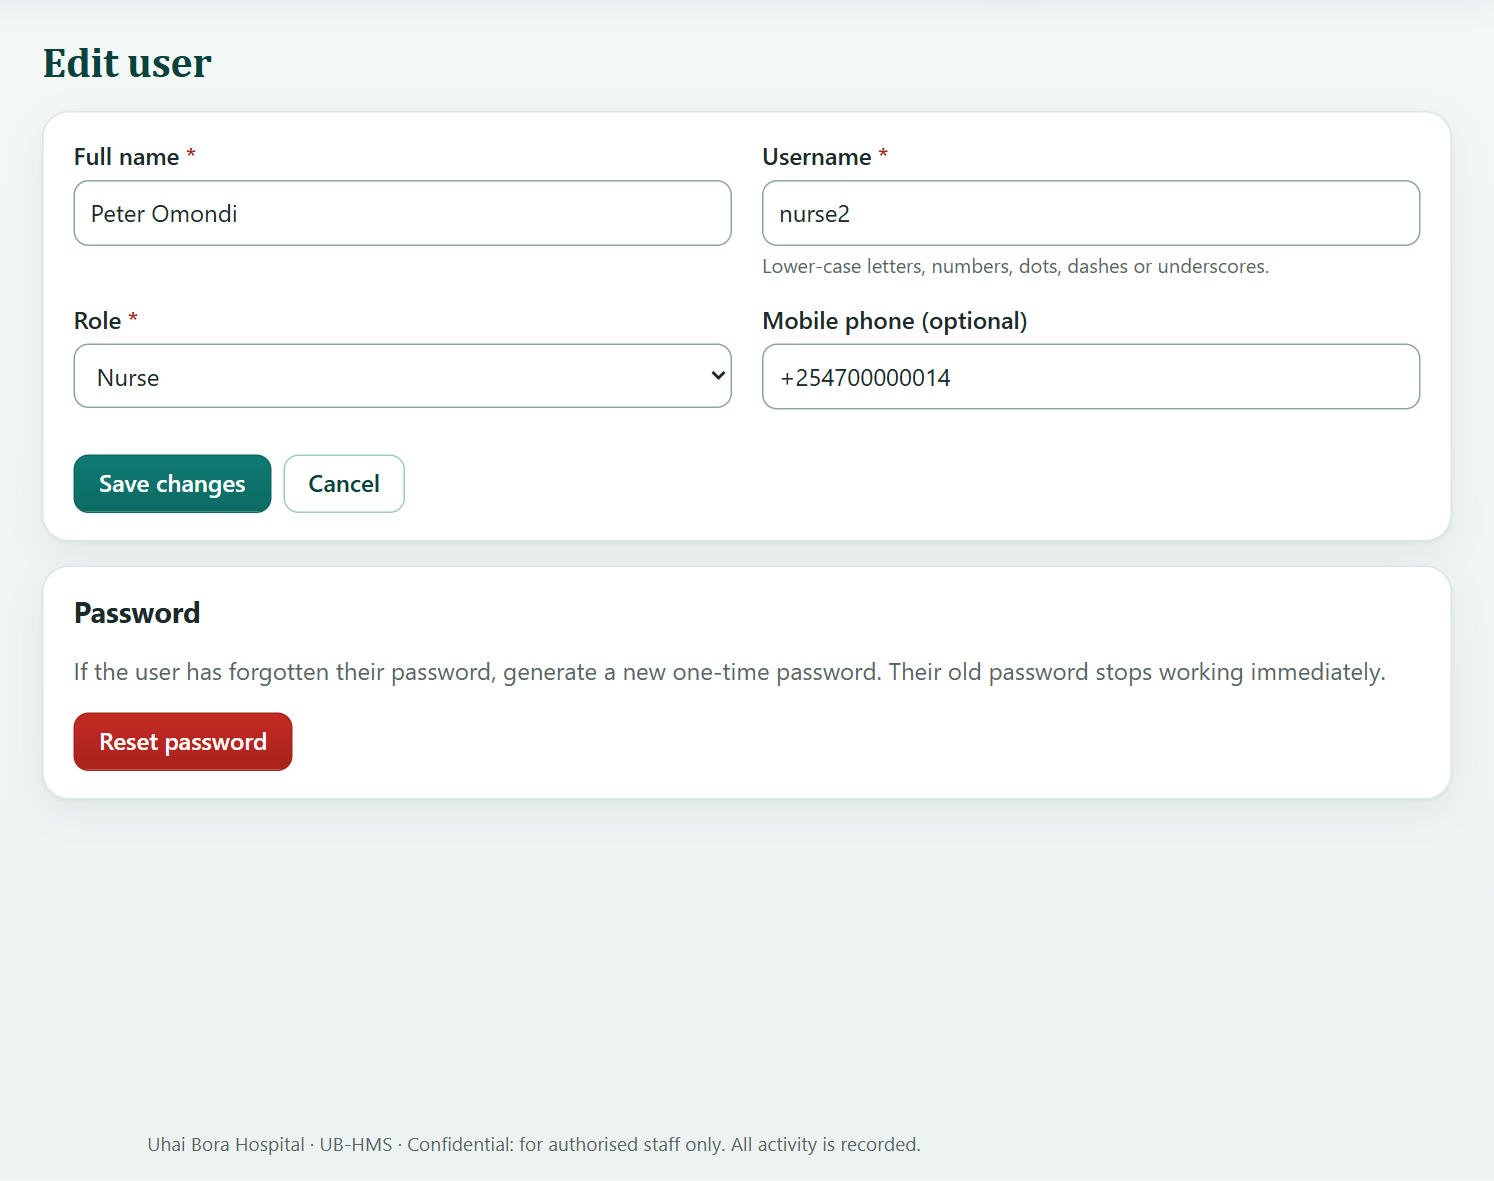 Edit user
Full name *
Peter Omondi
Username *
nurse2
Lower-case letters, numbers, dots, dashes or underscores.
Role *
Nurse
Mobile phone (optional)
+254700000014
Save changes
Cancel
Password
If the user has forgotten their password, generate a new one-time password. Their old password stops working immediately.
Reset password
Uhai Bora Hospital · UB-HMS · Confidential: for authorised staff only. All activity is recorded.